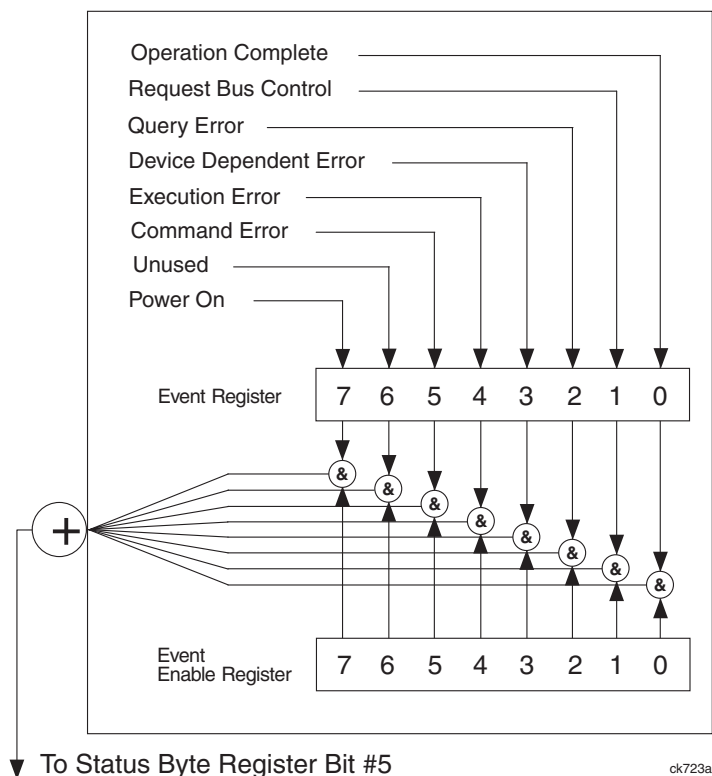 Operation Complete
Request Bus Control
Query Error
Device Dependent Error
Execution Error
Command Error
Unused
Power On
Event Register 7 6 5 4 3 2 1 0
&
&
&
&
&
&
&
&
+
Event
Enable Register 7 6 5 4 3 2 1 0
To Status Byte Register Bit #5
ck723a